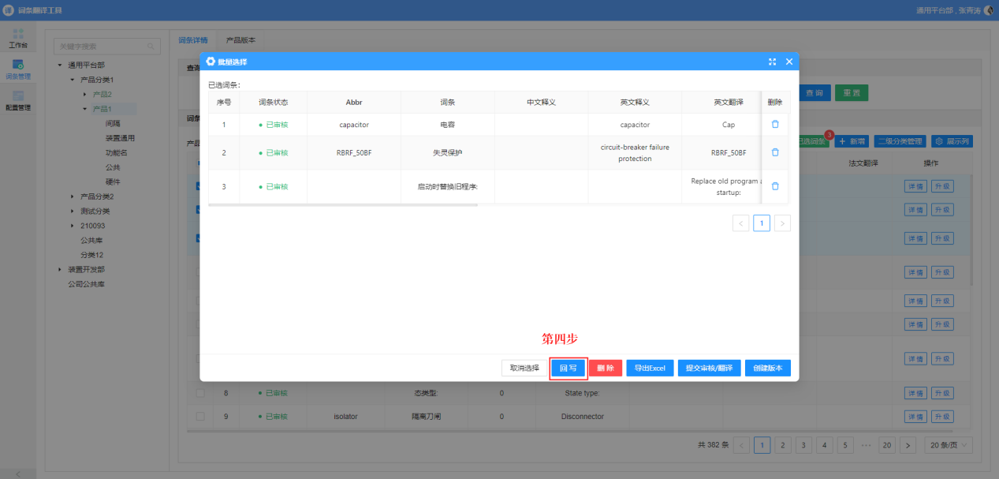 译 词条翻译工具
通用平台部 , 张青涛
工作台
词条管理
配置管理
关键字搜索
通用平台部
产品分类1
产品2
产品1
间隔
装置通用
功能名
公共
硬件
产品分类2
测试分类
210093
公共库
分类12
装置开发部
公司公共库
词条详情 产品版本
查询
查 询 重 置
词条
产品
已选词条 3 + 新增 二级分类管理 展示列
法文翻译 操作
详 情 升 级
详 情 升 级
详 情 升 级
详 情 升 级
详 情 升 级
详 情 升 级
详 情 升 级
批量选择
已选词条:
序号 词条状态 Abbr 词条 中文释义 英文释义 英文翻译 删除
1 已审核 capacitor 电容 capacitor Cap
2 已审核 RBRF_50BF 失灵保护 circuit-breaker failure protection RBRF_50BF
3 已审核 启动时替换旧程序: Replace old program a startup:
< 1 >
第四步
取消选择 回 写 删 除 导出Excel 提交审核/翻译 创建版本
8 已审核 态类型: 0 State type: 详 情 升 级
9 已审核 isolator 隔离刀闸 0 Disconnector 详 情 升 级
共 382 条 < 1 2 3 4 5 ••• 20 > 20 条/页